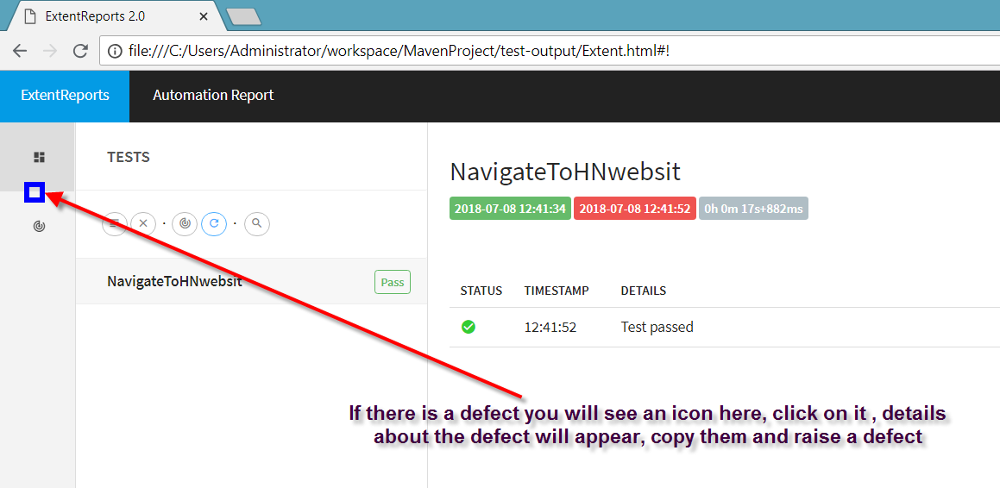 ExtentReports 2.0
file:///C:/Users/Administrator/workspace/MavenProject/test-output/Extent.html#!
ExtentReports
Automation Report
TESTS
NavigateToHNwebsit
Pass
NavigateToHNwebsit
2018-07-08 12:41:34 2018-07-08 12:41:52 0h 0m 17s+882ms
STATUS TIMESTAMP DETAILS
12:41:52 Test passed
If there is a defect you will see an icon here, click on it , details
about the defect will appear, copy them and raise a defect